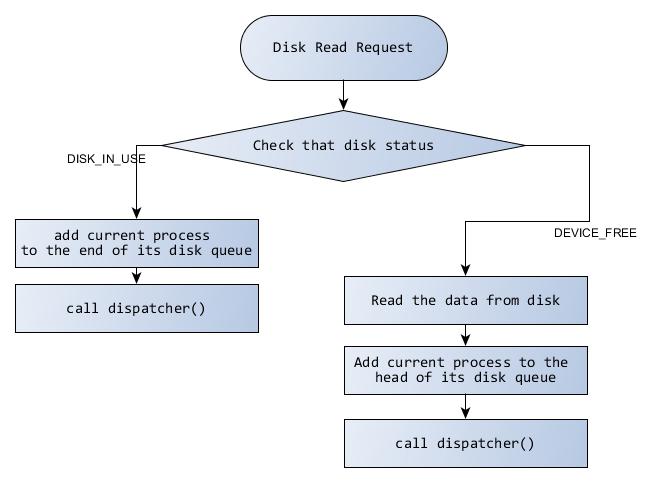 Disk Read Request
Check that disk status
DISK_IN_USE
add current process
to the end of its disk queue
call dispatcher()
DEVICE_FREE
Read the data from disk
Add current process to the
head of its disk queue
call dispatcher()